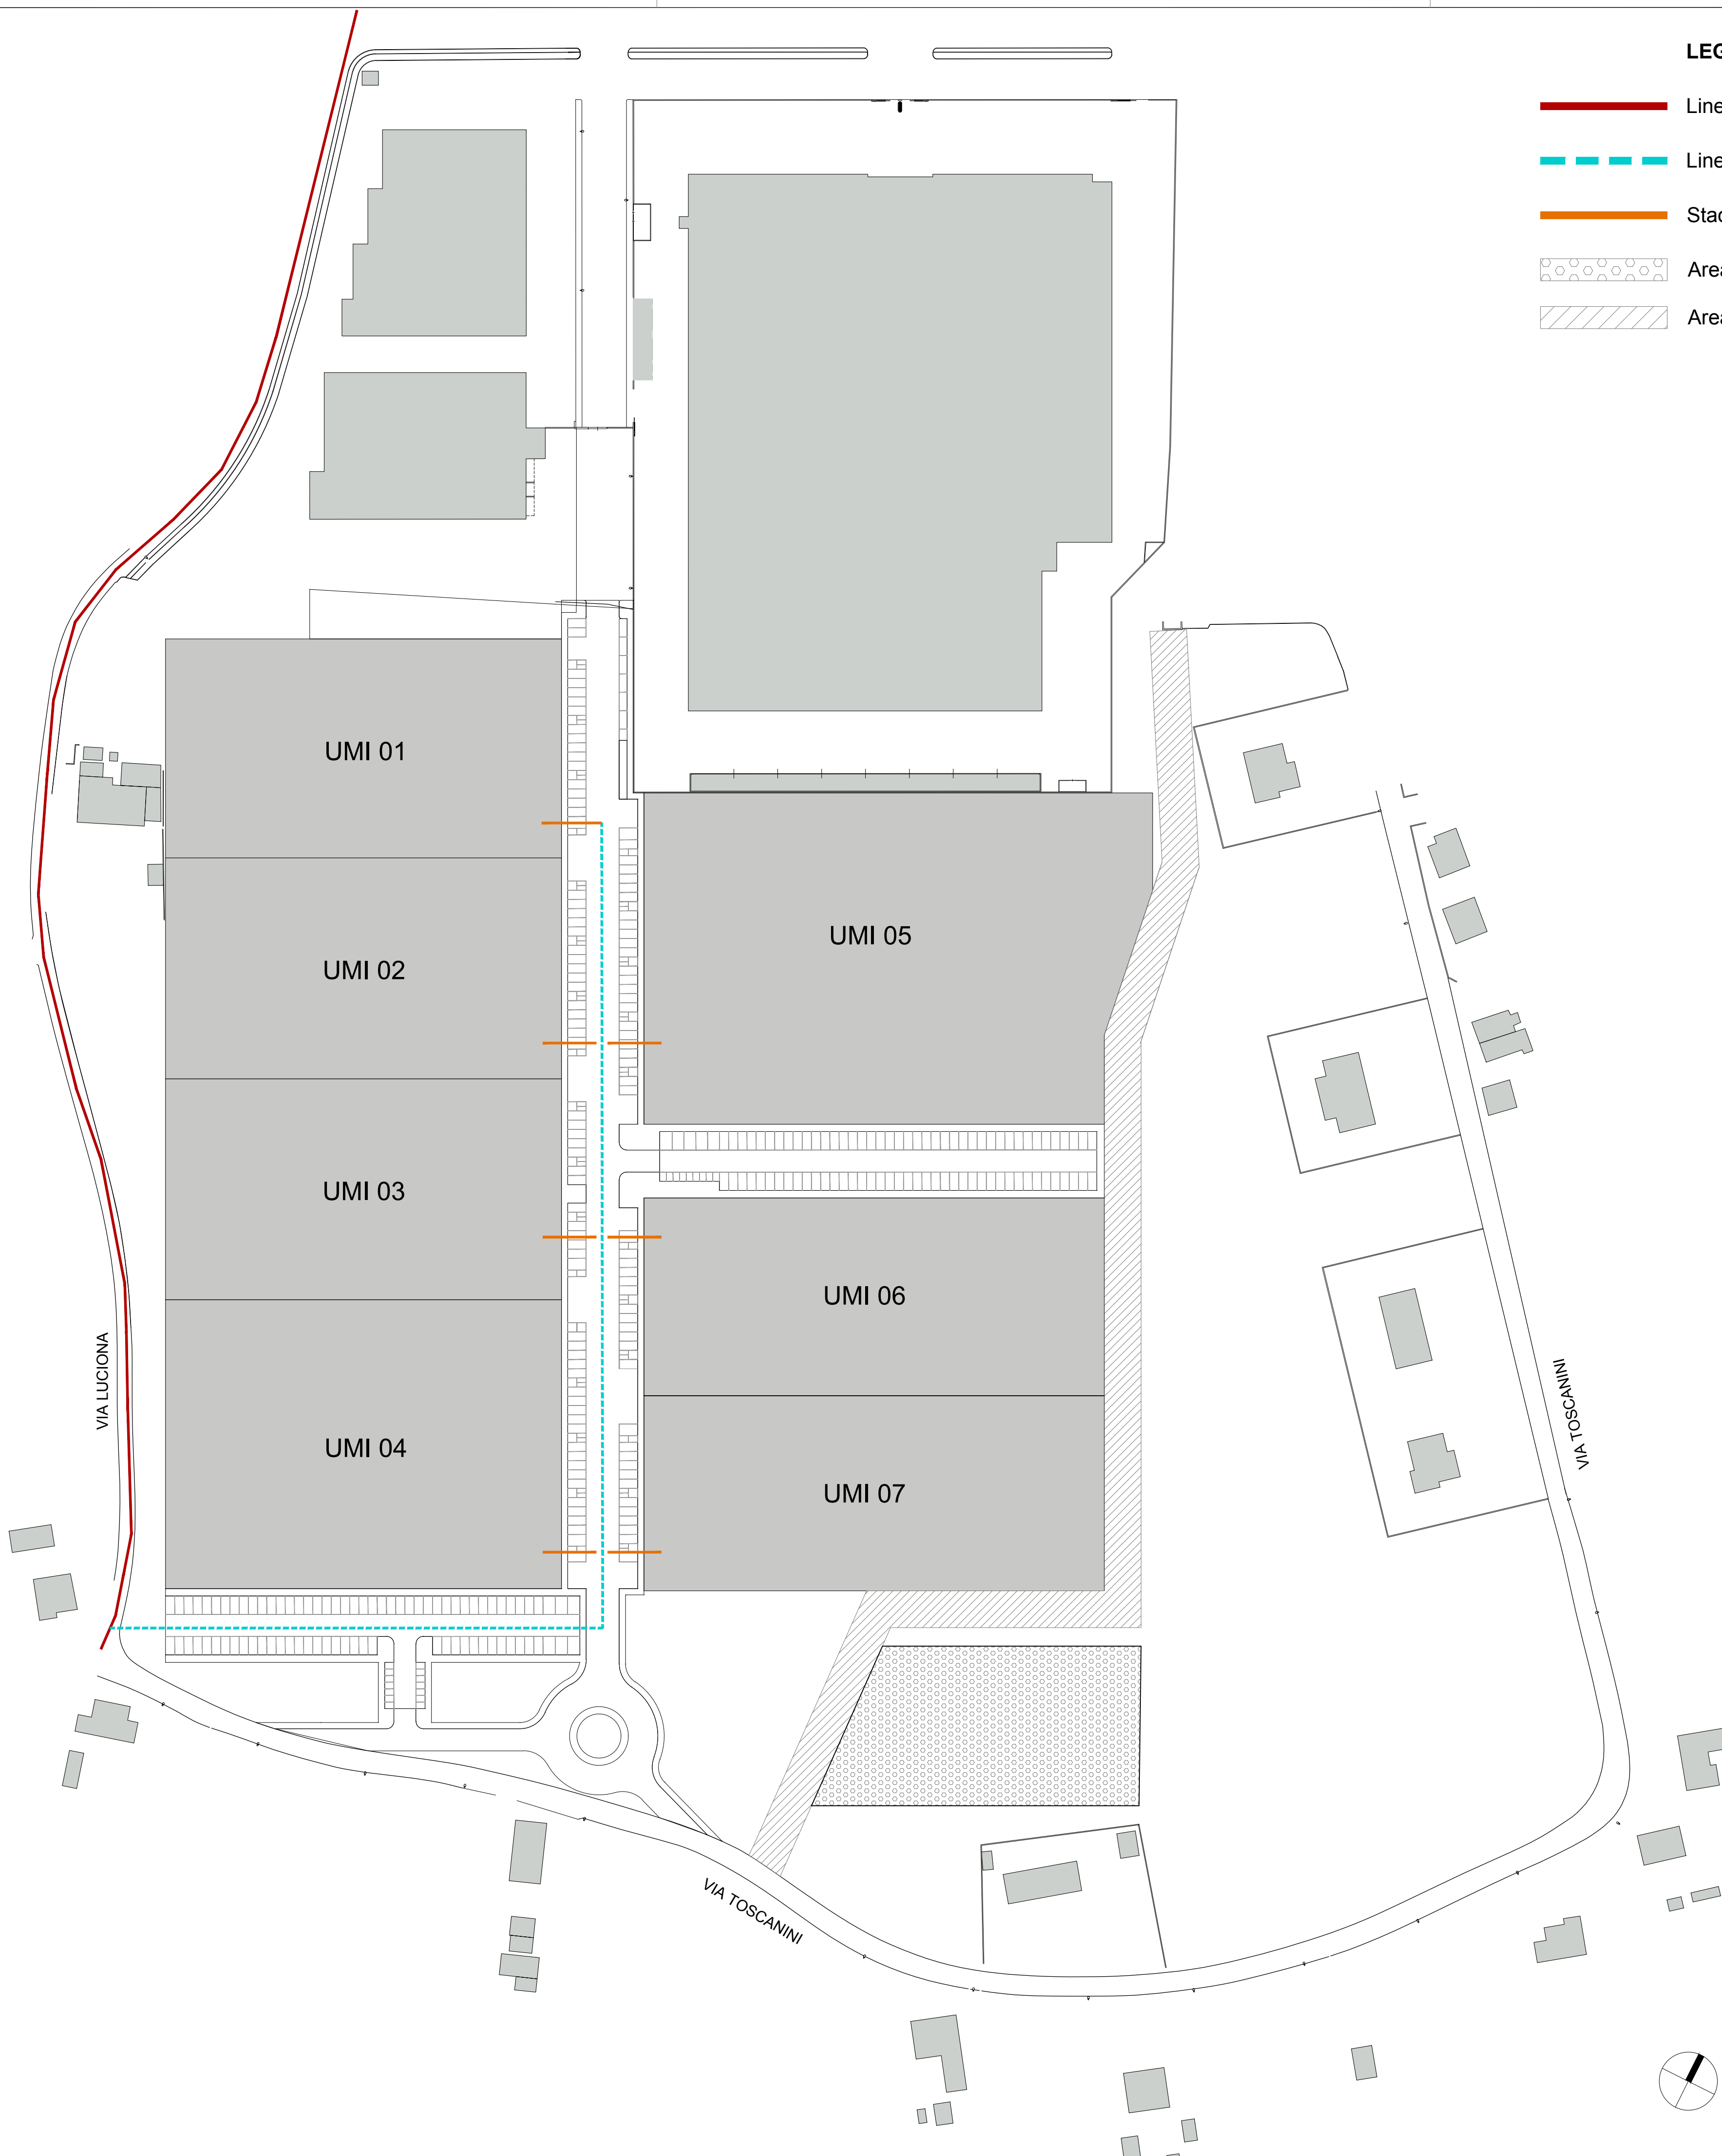 LEG
Line
Line
Stac
Area
Area
UMI 01
UMI 05
UMI 02
UMI 03
UMI 06
VIA LUCIONA
VIA TOSCANINI
UMI 04
UMI 07
VIA TOSCANINI